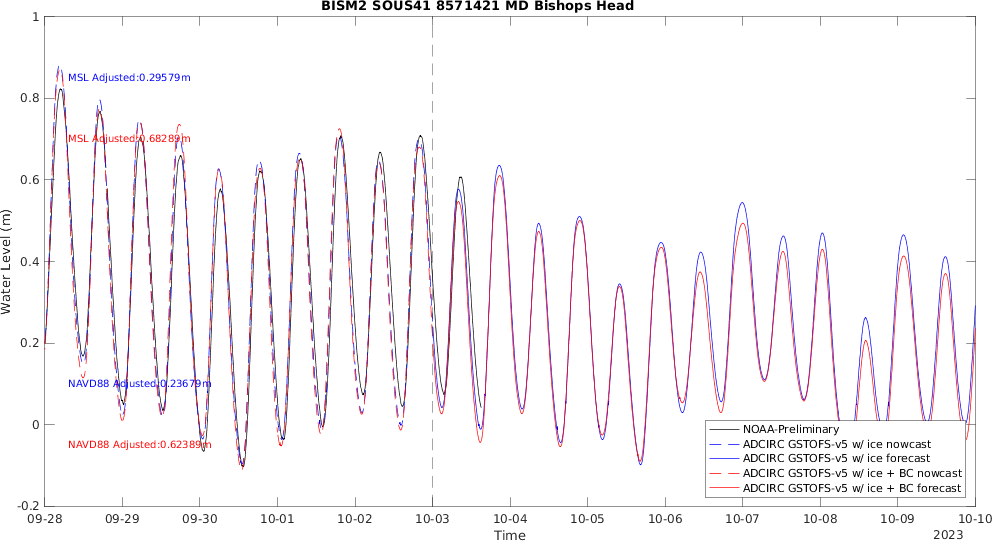 BISM2 SOUS41 8571421 MD Bishops Head
1
0.8
0.6
0.4
0.2
0
-0.2
Water Level (m)
MSL Adjusted:0.29579m
MSL Adjusted:0.68289m
NAVD88 Adjusted:0.23679m
NAVD88 Adjusted:0.62389m
NOAA-Preliminary
ADCIRC GSTOFS-v5 w/ ice nowcast
ADCIRC GSTOFS-v5 w/ ice forecast
ADCIRC GSTOFS-v5 w/ ice + BC nowcast
ADCIRC GSTOFS-v5 w/ ice + BC forecast
09-28 09-29 09-30 10-01 10-02 10-03 10-04 10-05 10-06 10-07 10-08 10-09 10-10
Time
2023